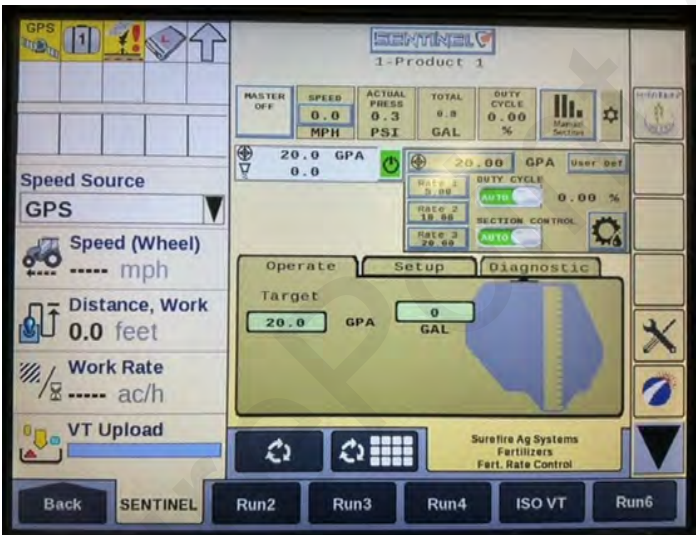 GPS
1
L
SENTINEL
1-Product 1
MASTER
OFF
SPEED
0.0
MPH
ACTUAL
PRESS
0.3
PSI
TOTAL
0.0
GAL
DUTY
CYCLE
0.00
%
Manual
Section
20.0 GPA
0.0
20.00 GPA User Def
Rate 1
5.00
Rate 2
10.00
Rate 3
20.00
DUTY CYCLE
AUTO
0.00 %
SECTION CONTROL
AUTO
Speed Source
GPS
Speed (Wheel)
----- mph
Distance, Work
0.0 feet
Work Rate
----- ac/h
VT Upload
Operate
Setup
Diagnostic
Target
20.0 GPA
0
GAL
Surefire Ag Systems
Fertilizers
Fert. Rate Control
Back
SENTINEL
Run2
Run3
Run4
ISO VT
Run6